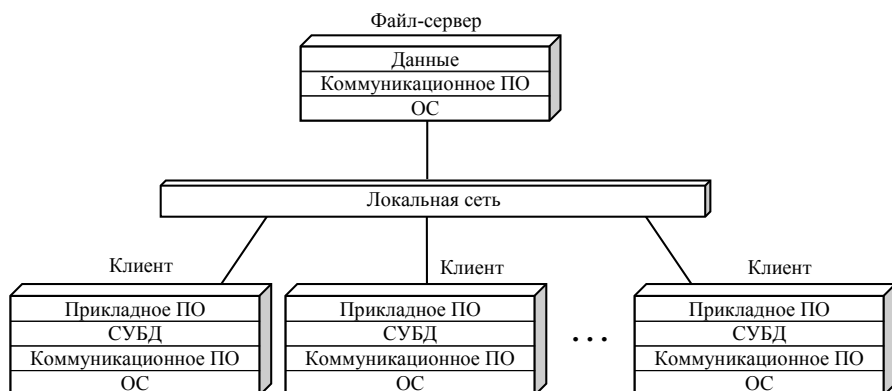 Файл-сервер
Данные
Коммуникационное ПО
ОС
Локальная сеть
Клиент
Прикладное ПО
СУБД
Коммуникационное ПО
ОС
Клиент
Прикладное ПО
СУБД
Коммуникационное ПО
ОС
...
Клиент
Прикладное ПО
СУБД
Коммуникационное ПО
ОС